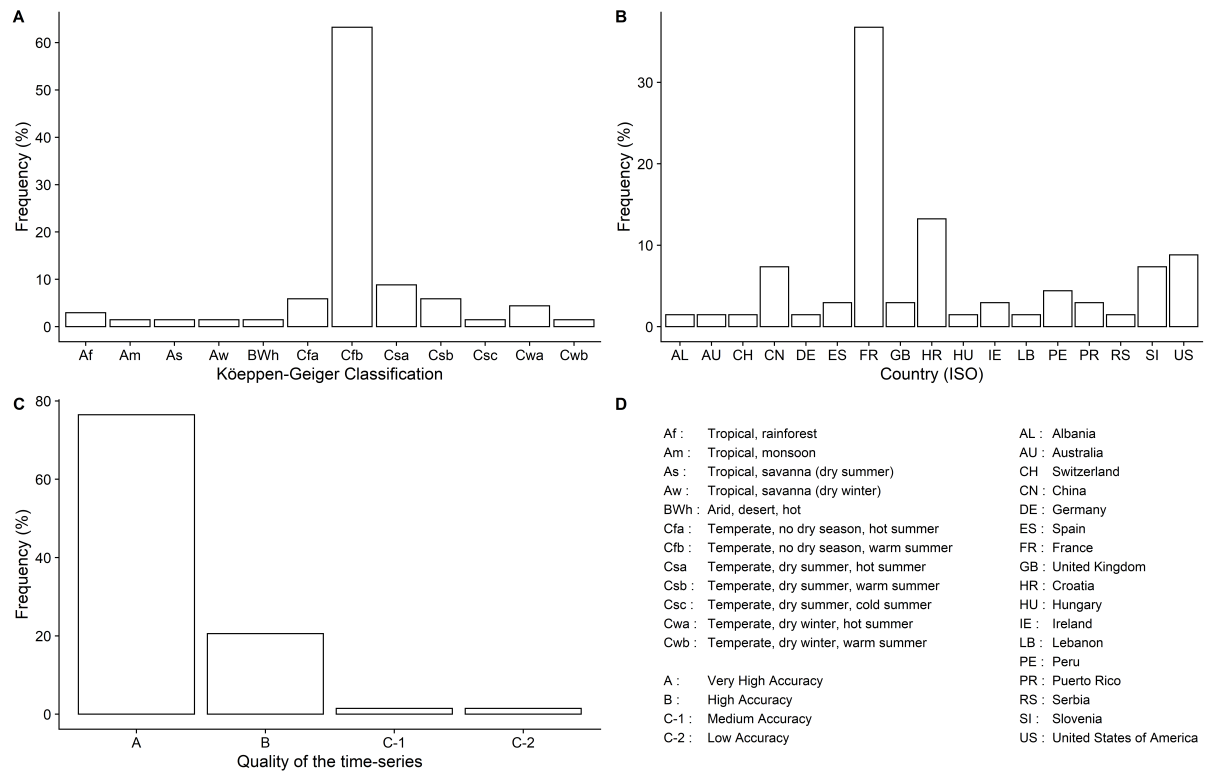 A
Frequency (%)
60
50
40
30
20
10
0
Af Am As Aw BWh Cfa Cfb Csa Csb Csc Cwa Cwb
Köeppen-Geiger Classification
B
Frequency (%)
30
20
10
0
AL AU CH CN DE ES FR GB HR HU IE LB PE PR RS SI US
Country (ISO)
C
Frequency (%)
80
60
40
20
0
A B C-1 C-2
Quality of the time-series
D
Af : Tropical, rainforest
Am : Tropical, monsoon
As : Tropical, savanna (dry summer)
Aw : Tropical, savanna (dry winter)
BWh : Arid, desert, hot
Cfa : Temperate, no dry season, hot summer
Cfb : Temperate, no dry season, warm summer
Csa Temperate, dry summer, hot summer
Csb : Temperate, dry summer, warm summer
Csc : Temperate, dry summer, cold summer
Cwa : Temperate, dry winter, hot summer
Cwb : Temperate, dry winter, warm summer
A : Very High Accuracy
B : High Accuracy
C-1 : Medium Accuracy
C-2 : Low Accuracy
AL : Albania
AU : Australia
CH Switzerland
CN : China
DE : Germany
ES : Spain
FR : France
GB : United Kingdom
HR : Croatia
HU : Hungary
IE : Ireland
LB : Lebanon
PE : Peru
PR : Puerto Rico
RS : Serbia
SI : Slovenia
US : United States of America